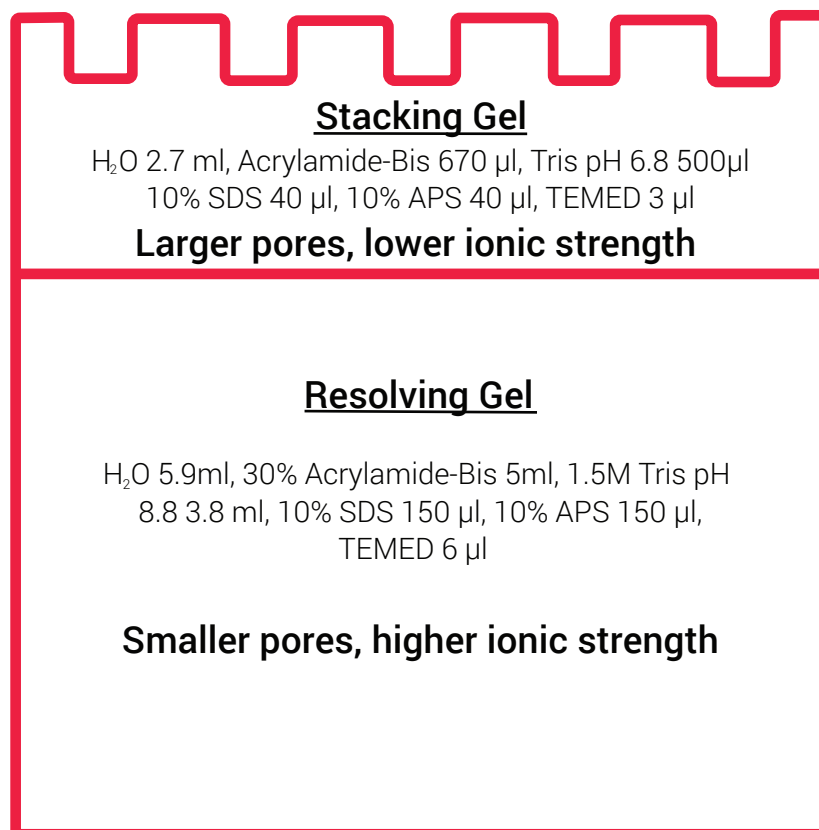 Stacking Gel
H₂O 2.7 ml, Acrylamide-Bis 670 µl, Tris pH 6.8 500µl
10% SDS 40 µl, 10% APS 40 µl, TEMED 3 µl
Larger pores, lower ionic strength
Resolving Gel
H₂O 5.9ml, 30% Acrylamide-Bis 5ml, 1.5M Tris pH
8.8 3.8 ml, 10% SDS 150 µl, 10% APS 150 µl,
TEMED 6 µl
Smaller pores, higher ionic strength